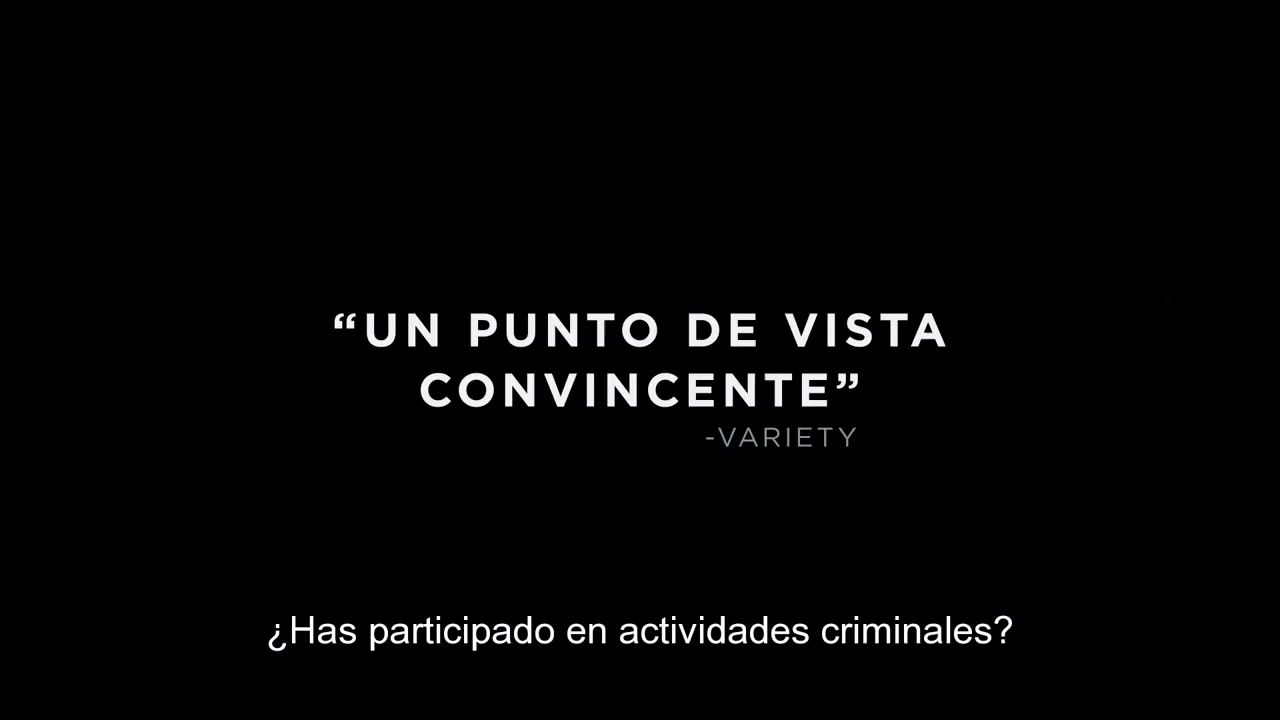 “UN PUNTO DE VISTA
CONVINCENTE”
-VARIETY
¿Has participado en actividades criminales?